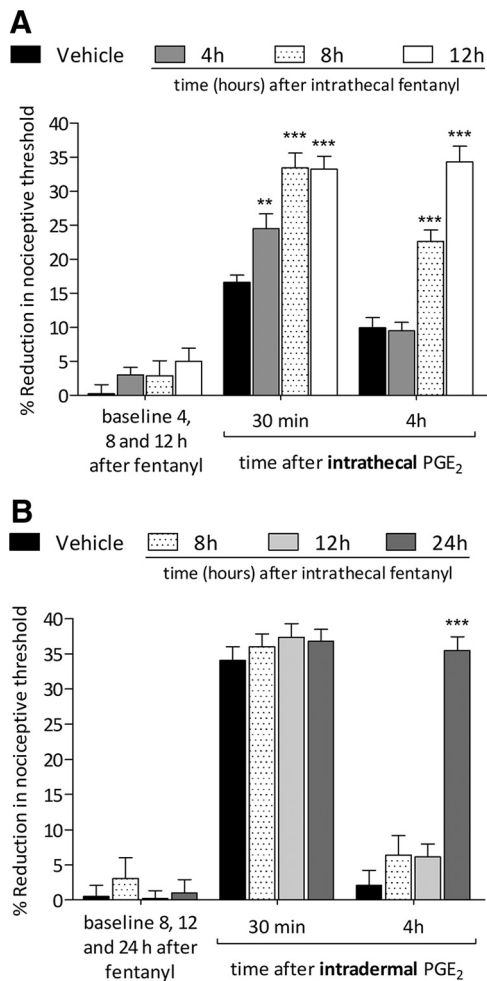 A
Vehicle 4h 8h 12h
time (hours) after intrathecal fentanyl
% Reduction in nociceptive threshold
40
35
30
25
20
15
10
5
0
**
***
***
***
***
baseline 4,
8 and 12 h
after fentanyl
30 min
4h
time after intrathecal PGE₂
B
Vehicle 8h 12h 24h
time (hours) after intrathecal fentanyl
% Reduction in nociceptive threshold
40
35
30
25
20
15
10
5
0
***
baseline 8, 12
and 24 h after
fentanyl
30 min
4h
time after intradermal PGE₂